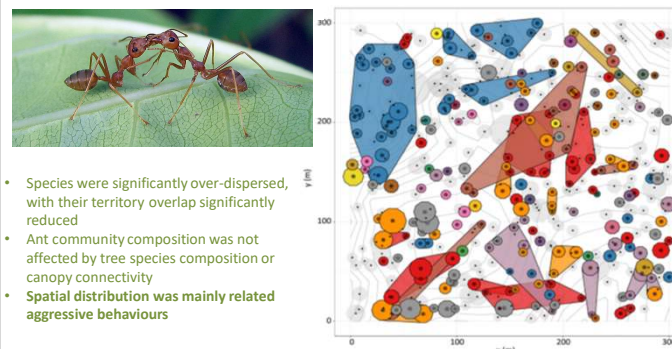 • Species were significantly over-dispersed,
with their territory overlap significantly
reduced
• Ant community composition was not
affected by tree species composition or
canopy connectivity
• Spatial distribution was mainly related
aggressive behaviours
300
200
y (m)
100
0
0
100
200